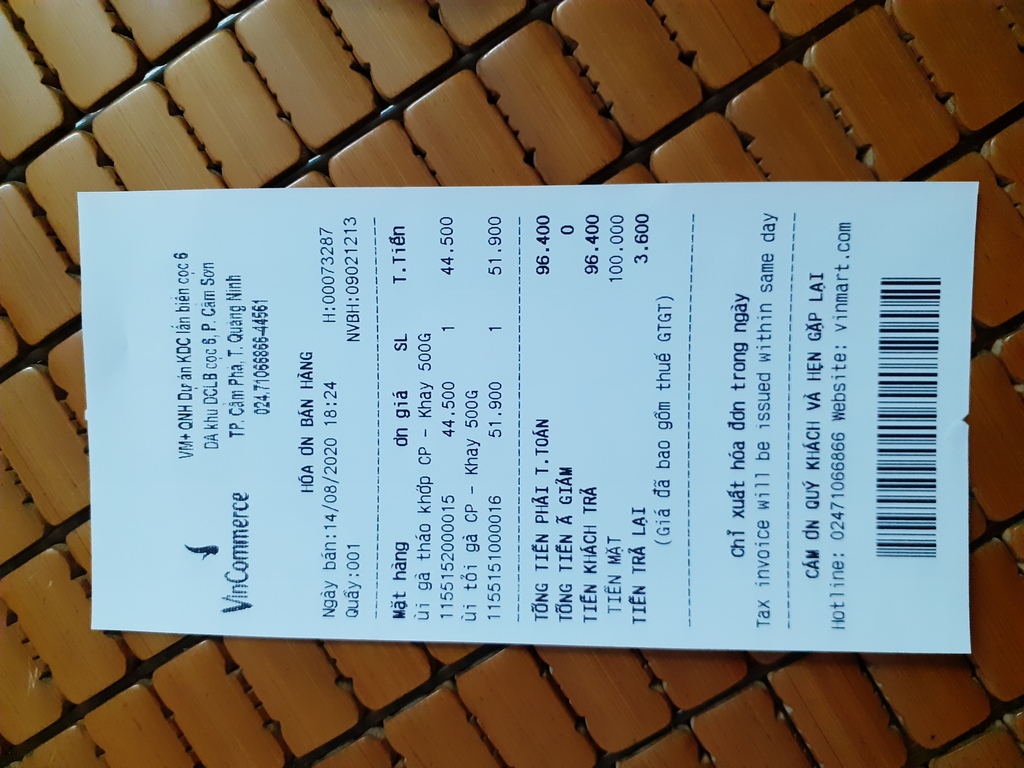 VinCommerce
VM+ QNH Dự án KDC lấn biển cọc 6
DA khu DCLB cọc 6, P. Cẩm Sơn
TP. Cẩm Phả, T. Quảng Ninh
024.71066866-44561
HÓA ƠN BÁN HÀNG
Ngày bán:14/08/2020 18:24 H:00073287
Quầy:001 NVBH:09021213
Mặt hàng ơn giá SL T.Tiền
ùi gà tháo khớp CP - Khay 500G
1155152000015 44.500 1 44.500
ùi tỏi gà CP - Khay 500G
1155151000016 51.900 1 51.900
TỔNG TIỀN PHẢI T.TOÁN 96.400
TỔNG TIỀN Ã GIẢM 0
TIỀN KHÁCH TRẢ 96.400
TIỀN MẶT 100.000
TIỀN TRẢ LẠI 3.600
(Giá đã bao gồm thuế GTGT)
Chỉ xuất hóa đơn trong ngày
Tax invoice will be issued within same day
CẢM ƠN QUÝ KHÁCH VÀ HẸN GẶP LẠI
Hotline: 02471066866 Website: vinmart.com